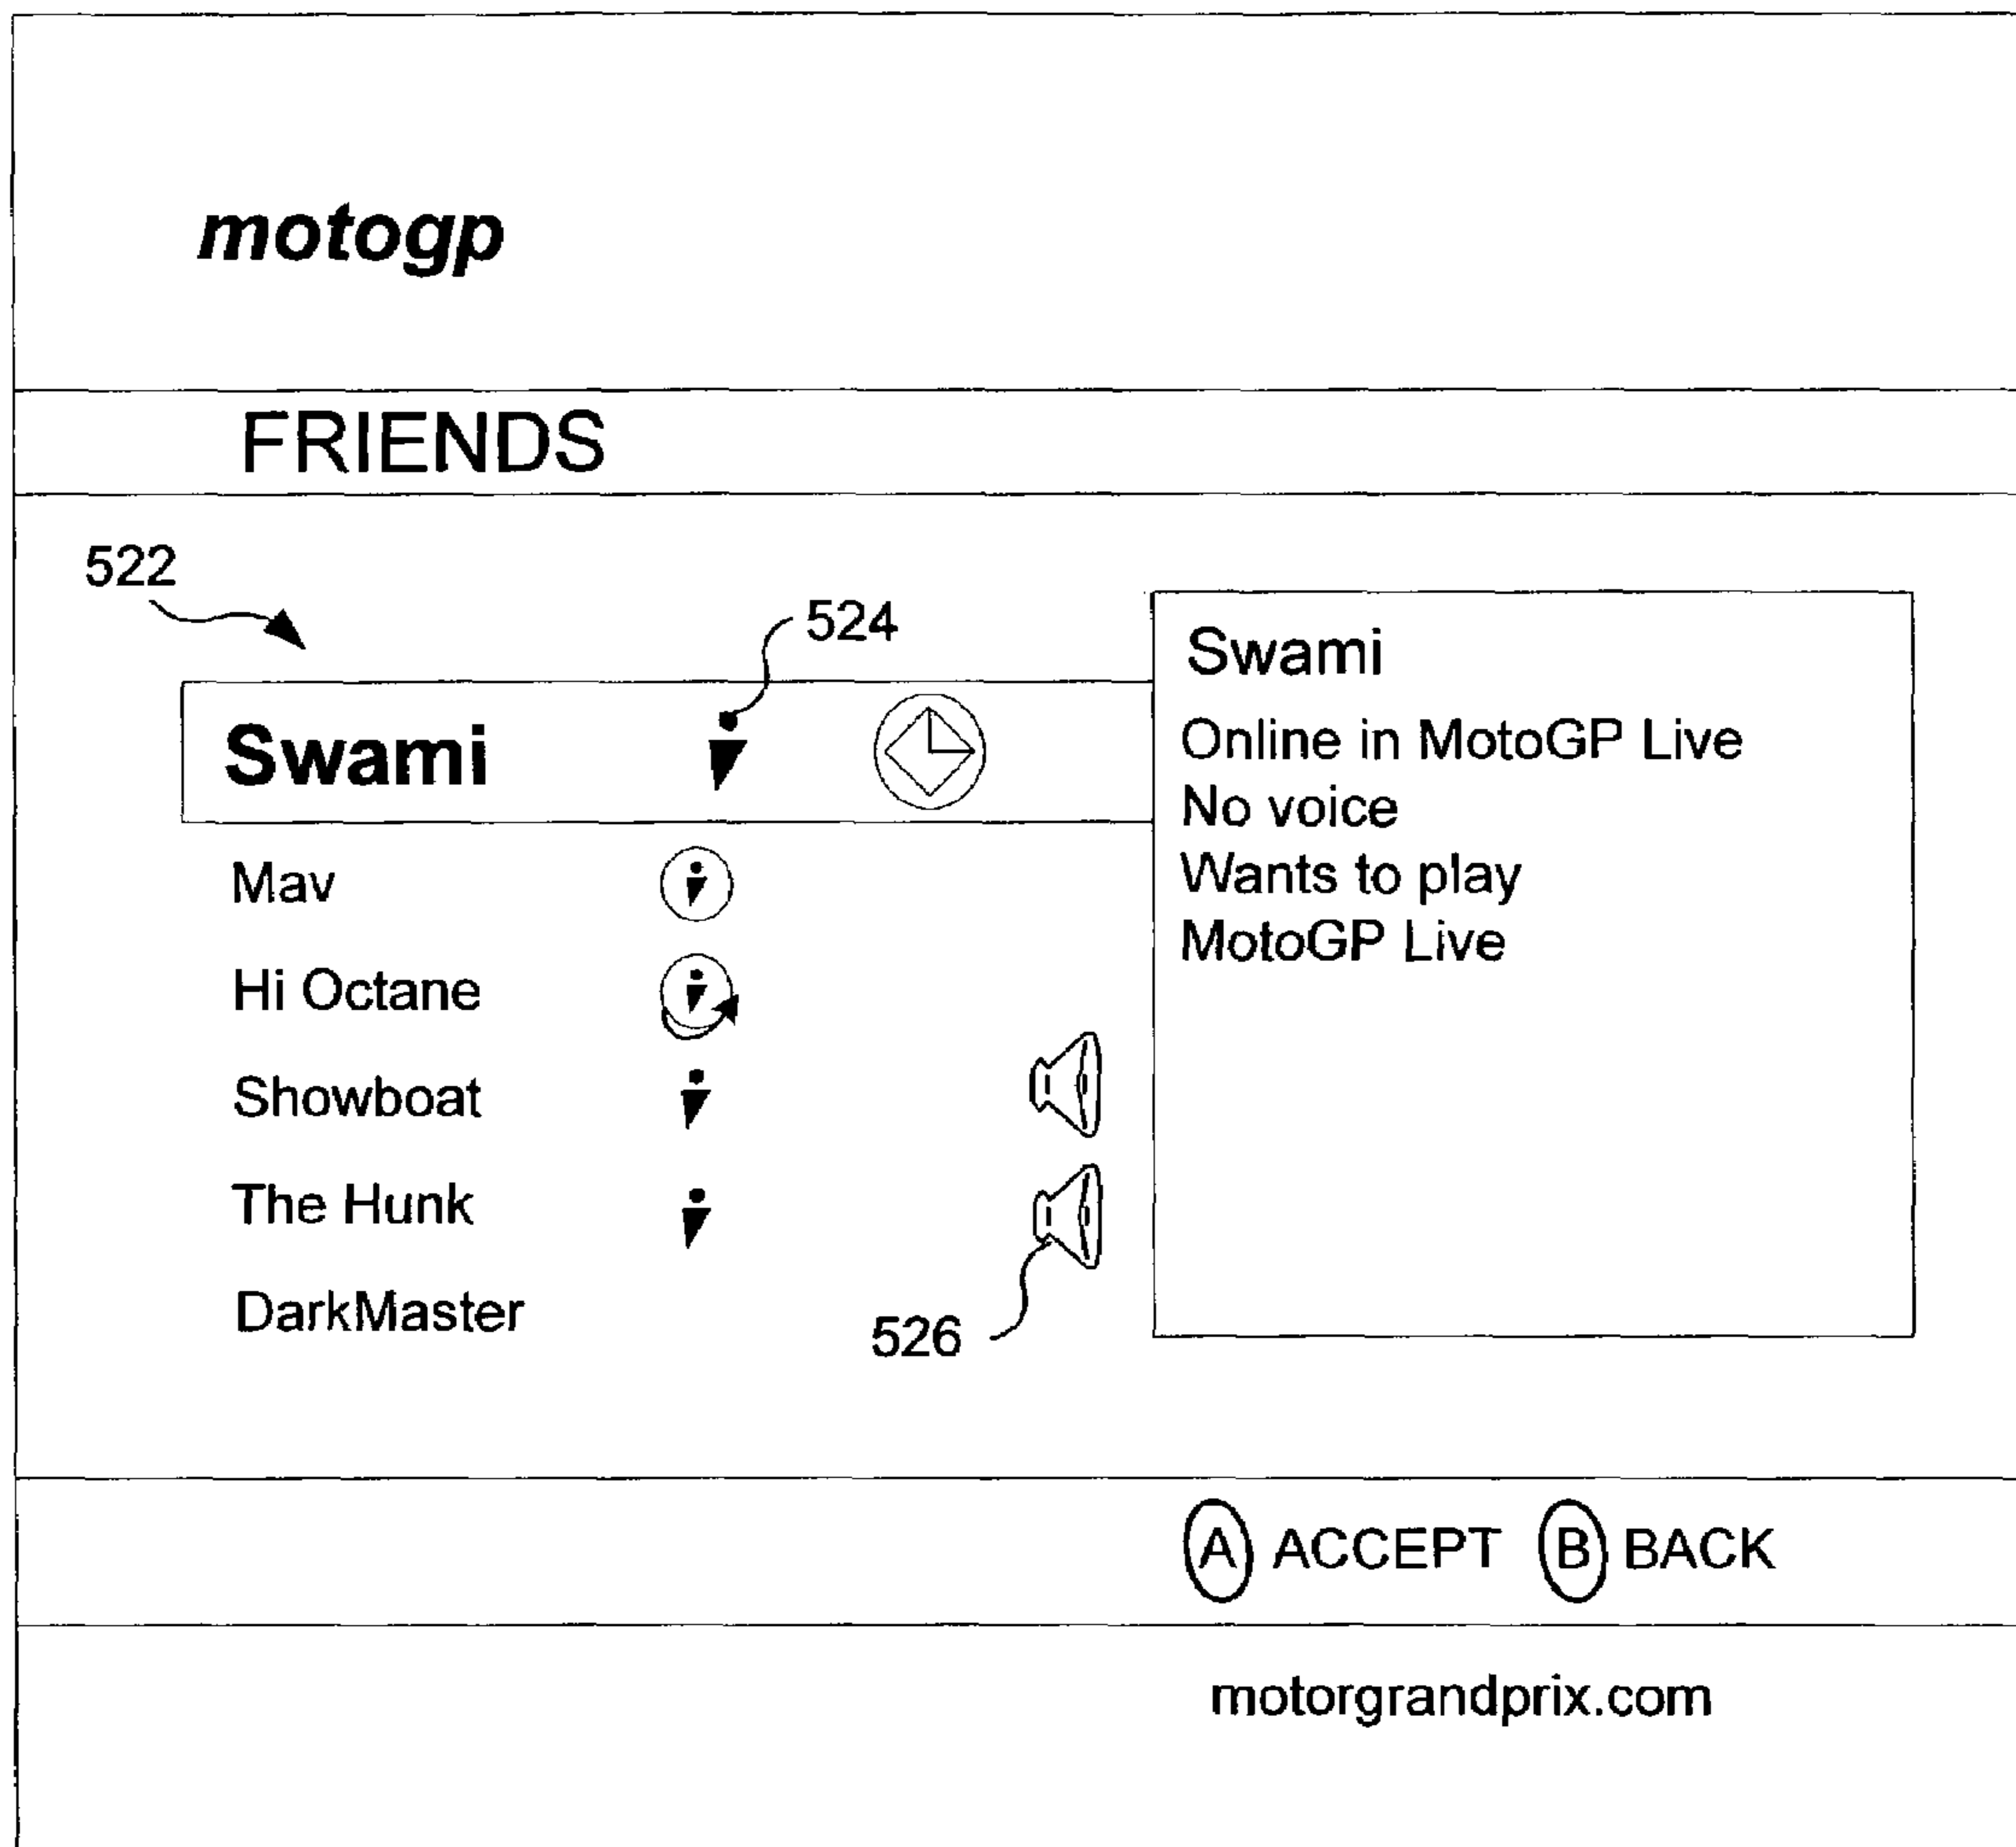 motogp
FRIENDS
522
524
Swami
Swami
Online in MotoGP Live
No voice
Wants to play
MotoGP Live
Mav
Hi Octane
Showboat
The Hunk
DarkMaster
526
A ACCEPT B BACK
motorgrandprix.com